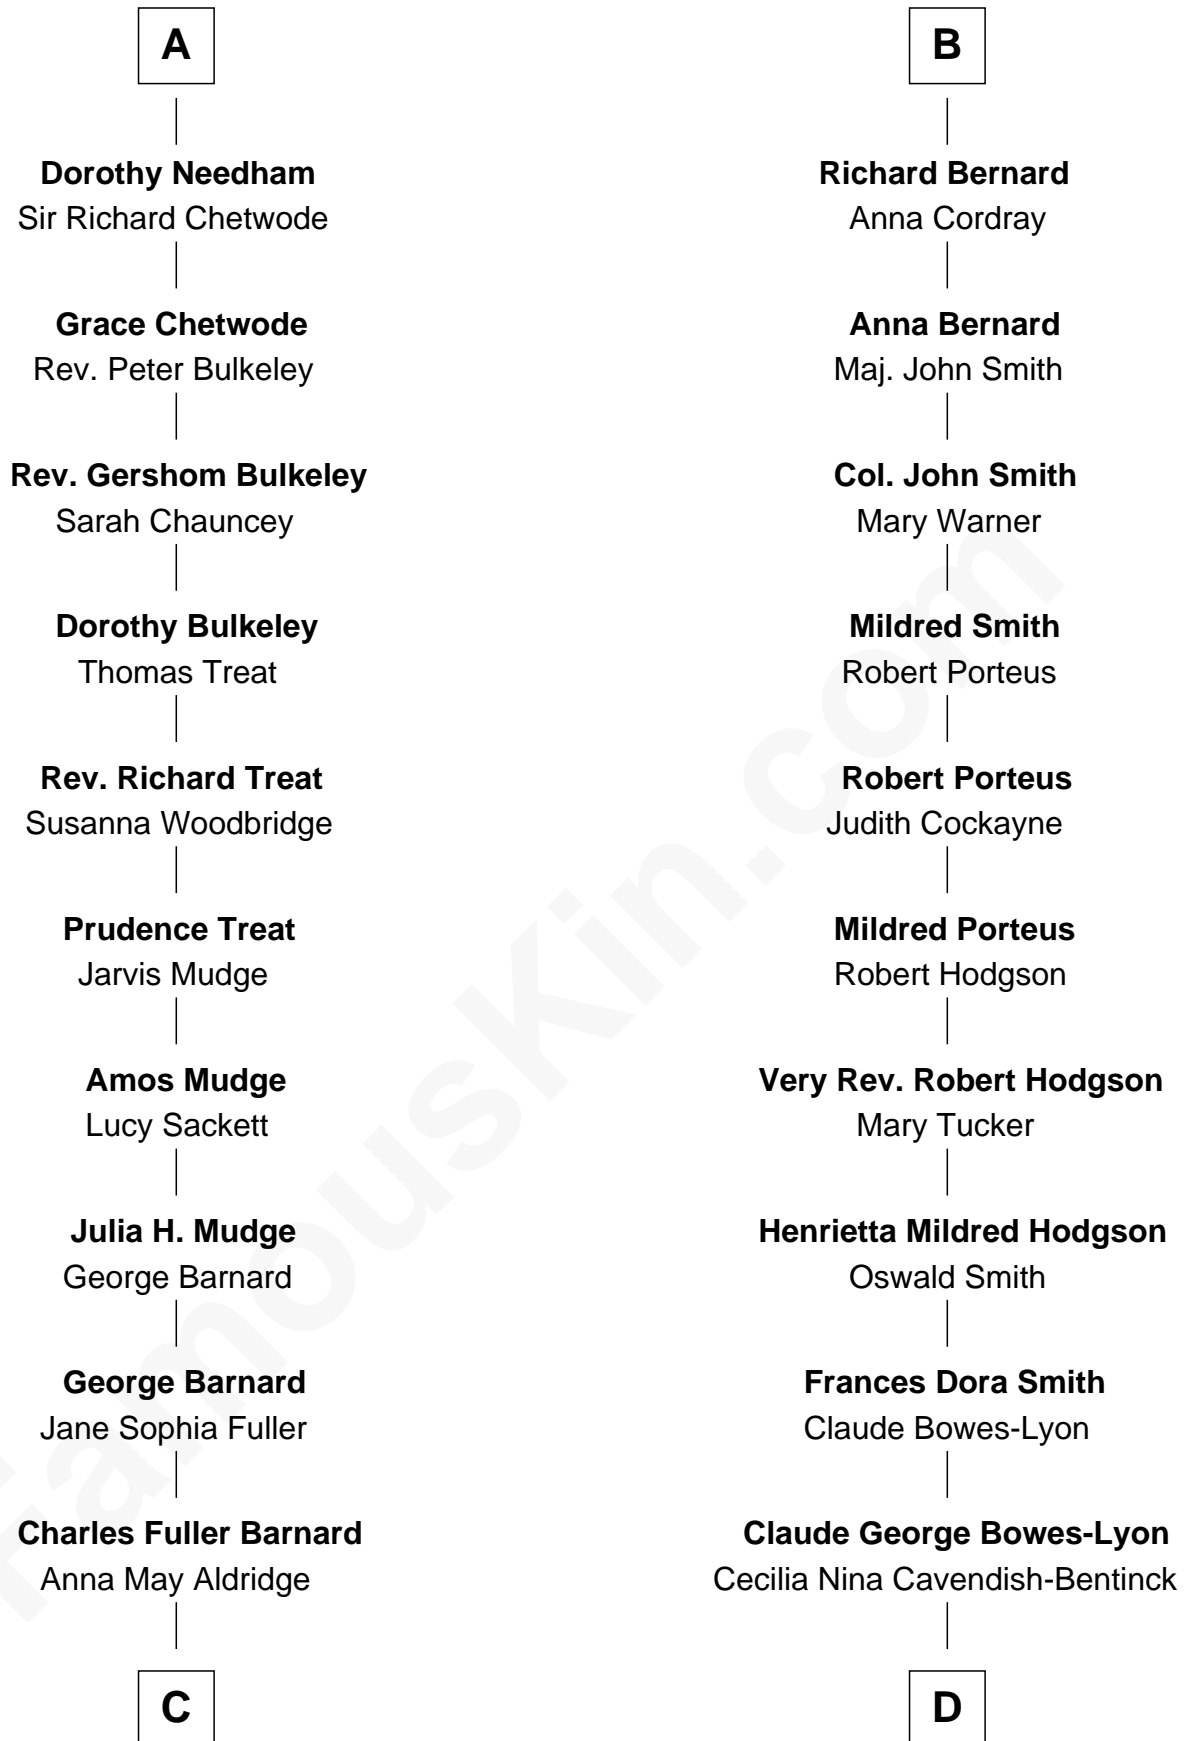 A
Dorothy Needham
Sir Richard Chetwode
Grace Chetwode
Rev. Peter Bulkeley
Rev. Gershom Bulkeley
Sarah Chauncey
Dorothy Bulkeley
Thomas Treat
Rev. Richard Treat
Susanna Woodbridge
Prudence Treat
Jarvis Mudge
Amos Mudge
Lucy Sackett
Julia H. Mudge
George Barnard
George Barnard
Jane Sophia Fuller
Charles Fuller Barnard
Anna May Aldridge
C
B
Richard Bernard
Anna Cordray
Anna Bernard
Maj. John Smith
Col. John Smith
Mary Warner
Mildred Smith
Robert Porteus
Robert Porteus
Judith Cockayne
Mildred Porteus
Robert Hodgson
Very Rev. Robert Hodgson
Mary Tucker
Henrietta Mildred Hodgson
Oswald Smith
Frances Dora Smith
Claude Bowes-Lyon
Claude George Bowes-Lyon
Cecilia Nina Cavendish-Bentinck
D
FamousKin.com